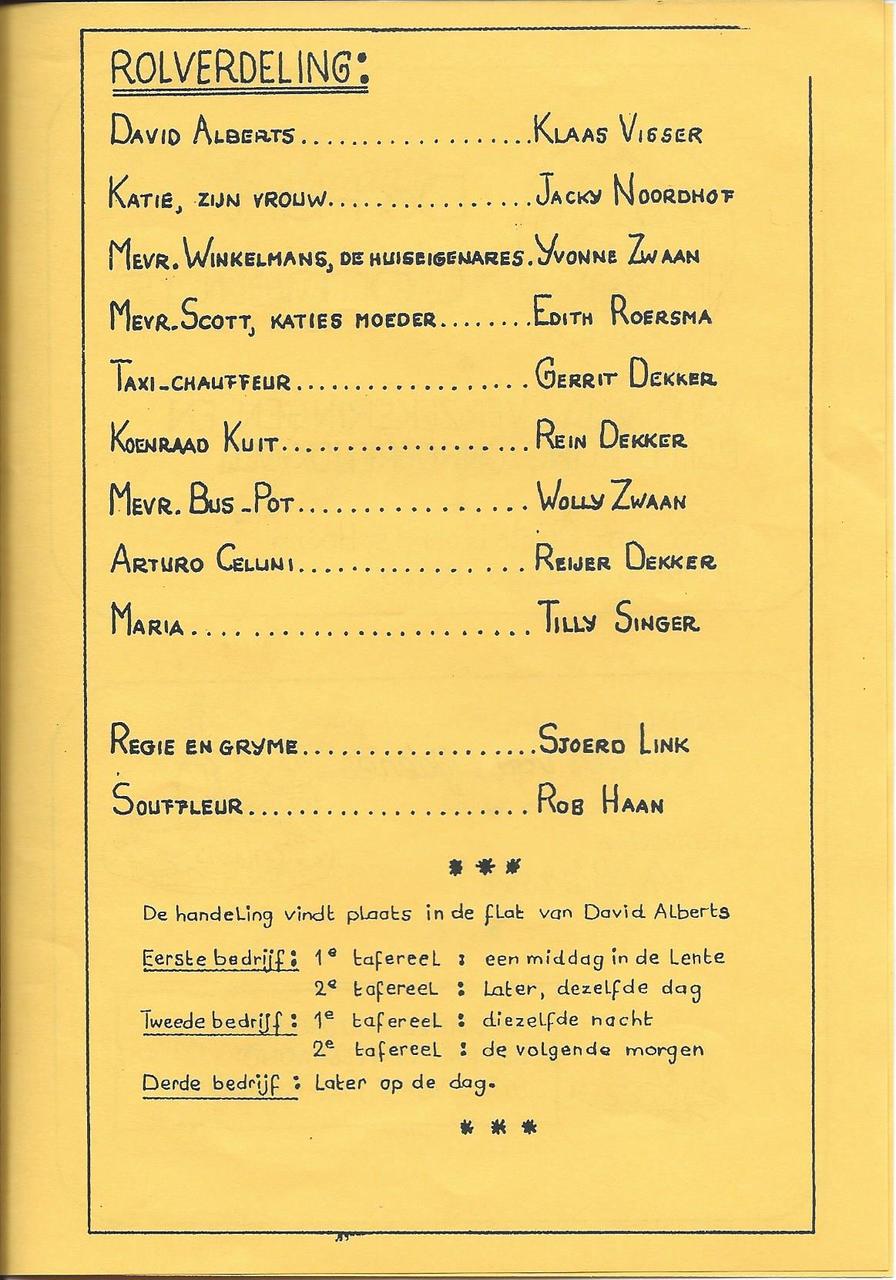 ROLVERDELING:
DAVID ALBERTS..................KLAAS VISSER
KATIE, ZIJN VROUW................JACKY NOORDHOF
MEVR. WINKELMANS, DE HUISEIGENARES.YVONNE ZWAAN
MEVR. SCOTT, KATIES MOEDER.......EDITH ROERSMA
TAXI-CHAUFFEUR...................GERRIT DEKKER
KOENRAAD KUIT....................REIN DEKKER
MEVR. BUS-POT.................WOLLY ZWAAN
ARTURO CELLINI................REIJER DEKKER
MARIA.......................TILLY SINGER
REGIE EN GRYME...................SJOERD LINK
SOUFFLEUR.......................ROB HAAN
* * *
De handeling vindt plaats in de flat van David Alberts
Eerste bedrijf: 1e tafereel : een middag in de Lente
2e tafereel : Later, dezelfde dag
Tweede bedrijf: 1e tafereel : diezelfde nacht
2e tafereel : de volgende morgen
Derde bedrijf: Later op de dag.
* * *